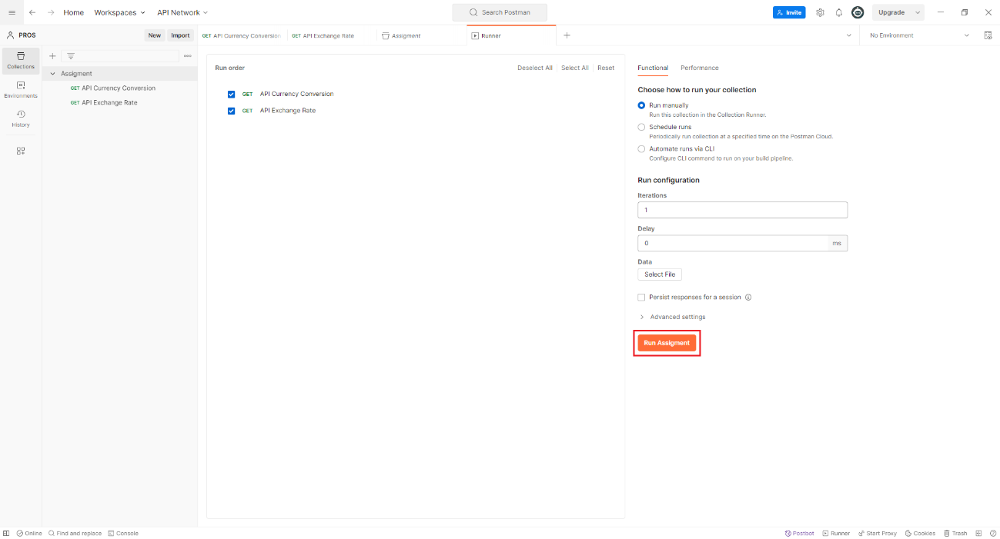 Home Workspaces API Network Search Postman Invite Upgrade
PROS New Import GET API Currency Conversion GET API Exchange Rate Assigment Runner No Environment
Collections
Environments
History
Assigment
GET API Currency Conversion
GET API Exchange Rate
Run order Deselect All Select All Reset
GET API Currency Conversion
GET API Exchange Rate
Functional Performance
Choose how to run your collection
Run manually
Run this collection in the Collection Runner.
Schedule runs
Periodically run collection at a specified time on the Postman Cloud.
Automate runs via CLI
Configure CLI command to run on your build pipeline.
Run configuration
Iterations
1
Delay
0 ms
Data
Select File
Persist responses for a session
Advanced settings
Run Assigment
Online Find and replace Console Postbot Runner Start Proxy Cookies Trash